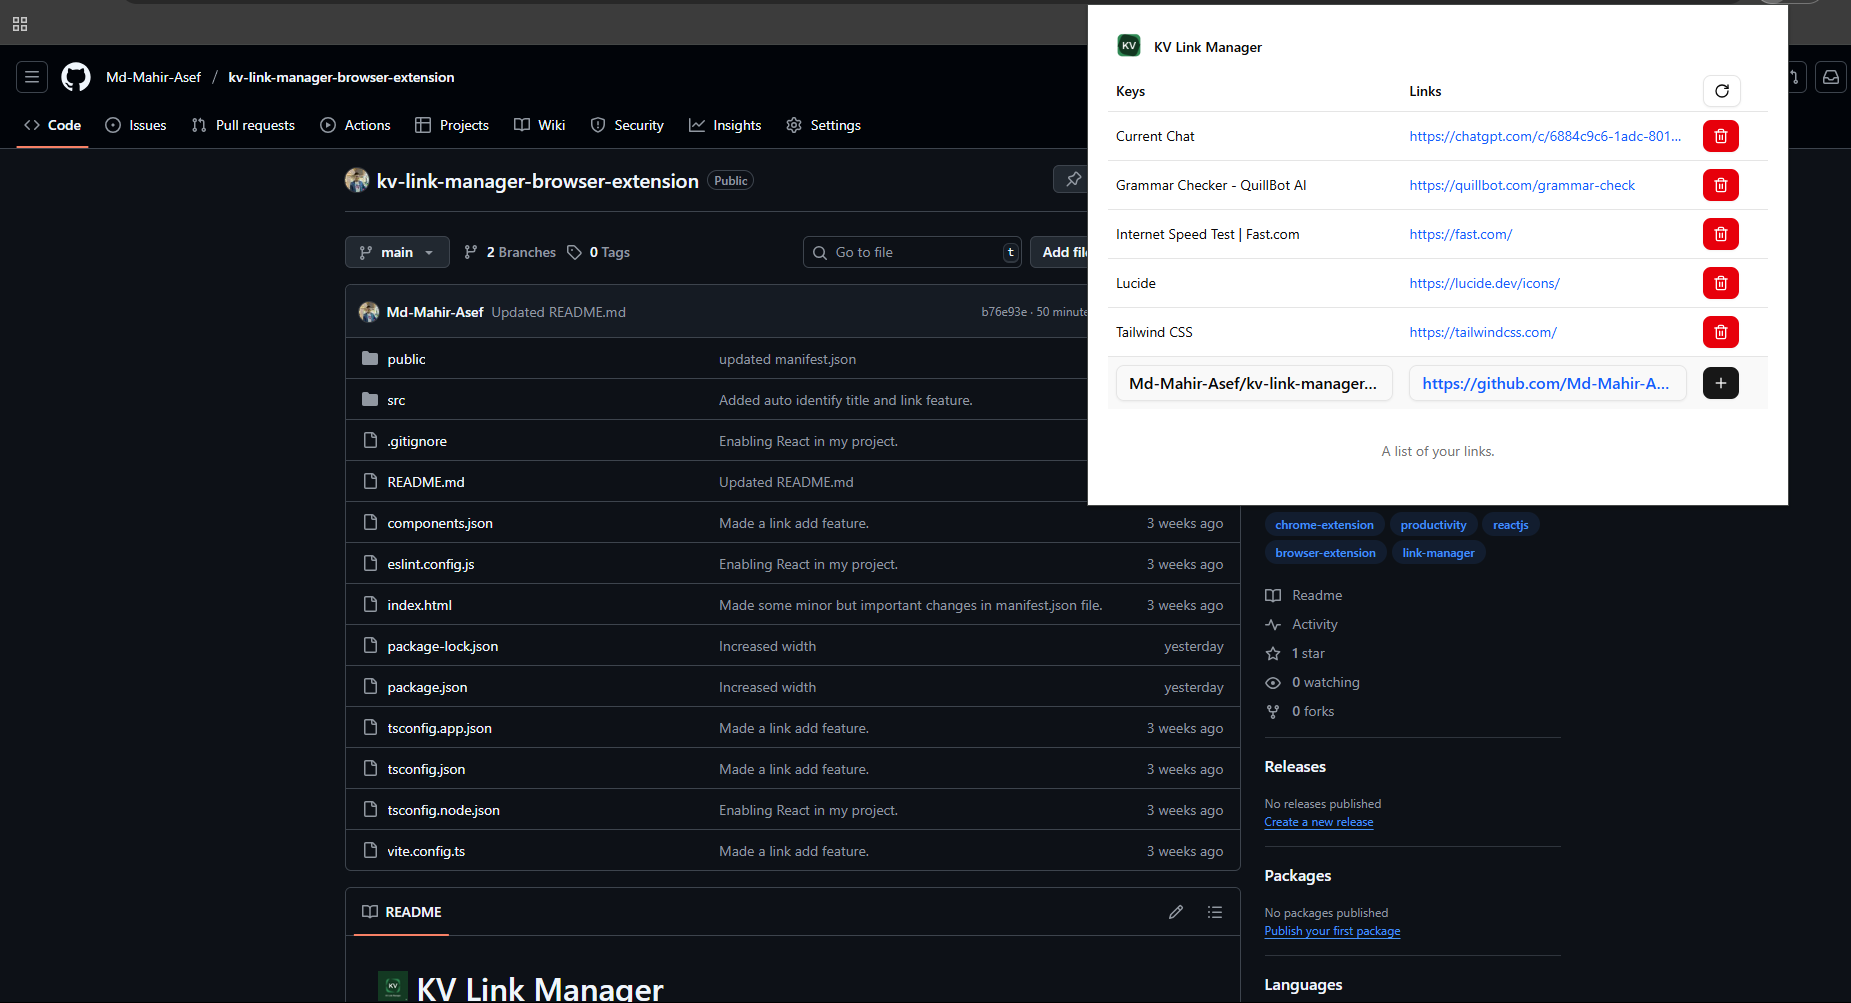 Md-Mahir-Asef / kv-link-manager-browser-extension
Code Issues Pull requests Actions Projects Wiki Security Insights Settings
kv-link-manager-browser-extension Public
main 2 Branches 0 Tags Go to file t Add file
Md-Mahir-Asef Updated README.md b76e93e · 50 minute
public updated manifest.json
src Added auto identify title and link feature.
.gitignore Enabling React in my project.
README.md Updated README.md
components.json Made a link add feature. 3 weeks ago
eslint.config.js Enabling React in my project. 3 weeks ago
index.html Made some minor but important changes in manifest.json file. 3 weeks ago
package-lock.json Increased width yesterday
package.json Increased width yesterday
tsconfig.app.json Made a link add feature. 3 weeks ago
tsconfig.json Made a link add feature. 3 weeks ago
tsconfig.node.json Enabling React in my project. 3 weeks ago
vite.config.ts Made a link add feature. 3 weeks ago
README
KV
KV Link Manager
KV KV Link Manager
Keys Links
Current Chat https://chatgpt.com/c/6884c9c6-1adc-801...
Grammar Checker - QuillBot AI https://quillbot.com/grammar-check
Internet Speed Test | Fast.com https://fast.com/
Lucide https://lucide.dev/icons/
Tailwind CSS https://tailwindcss.com/
Md-Mahir-Asef/kv-link-manager... https://github.com/Md-Mahir-A... +
A list of your links.
chrome-extension productivity reactjs
browser-extension link-manager
Readme
Activity
1 star
0 watching
0 forks
Releases
No releases published
Create a new release
Packages
No packages published
Publish your first package
Languages